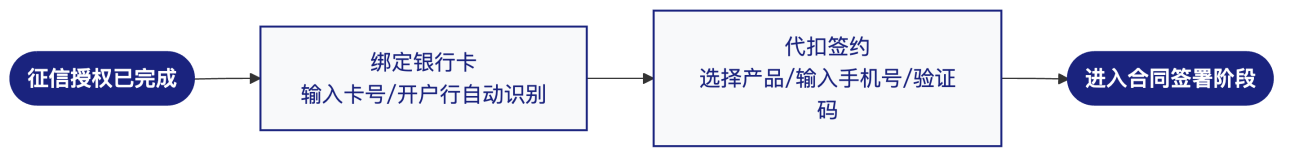 征信授权已完成
绑定银行卡
输入卡号/开户行自动识别
代扣签约
选择产品/输入手机号/验证
码
进入合同签署阶段